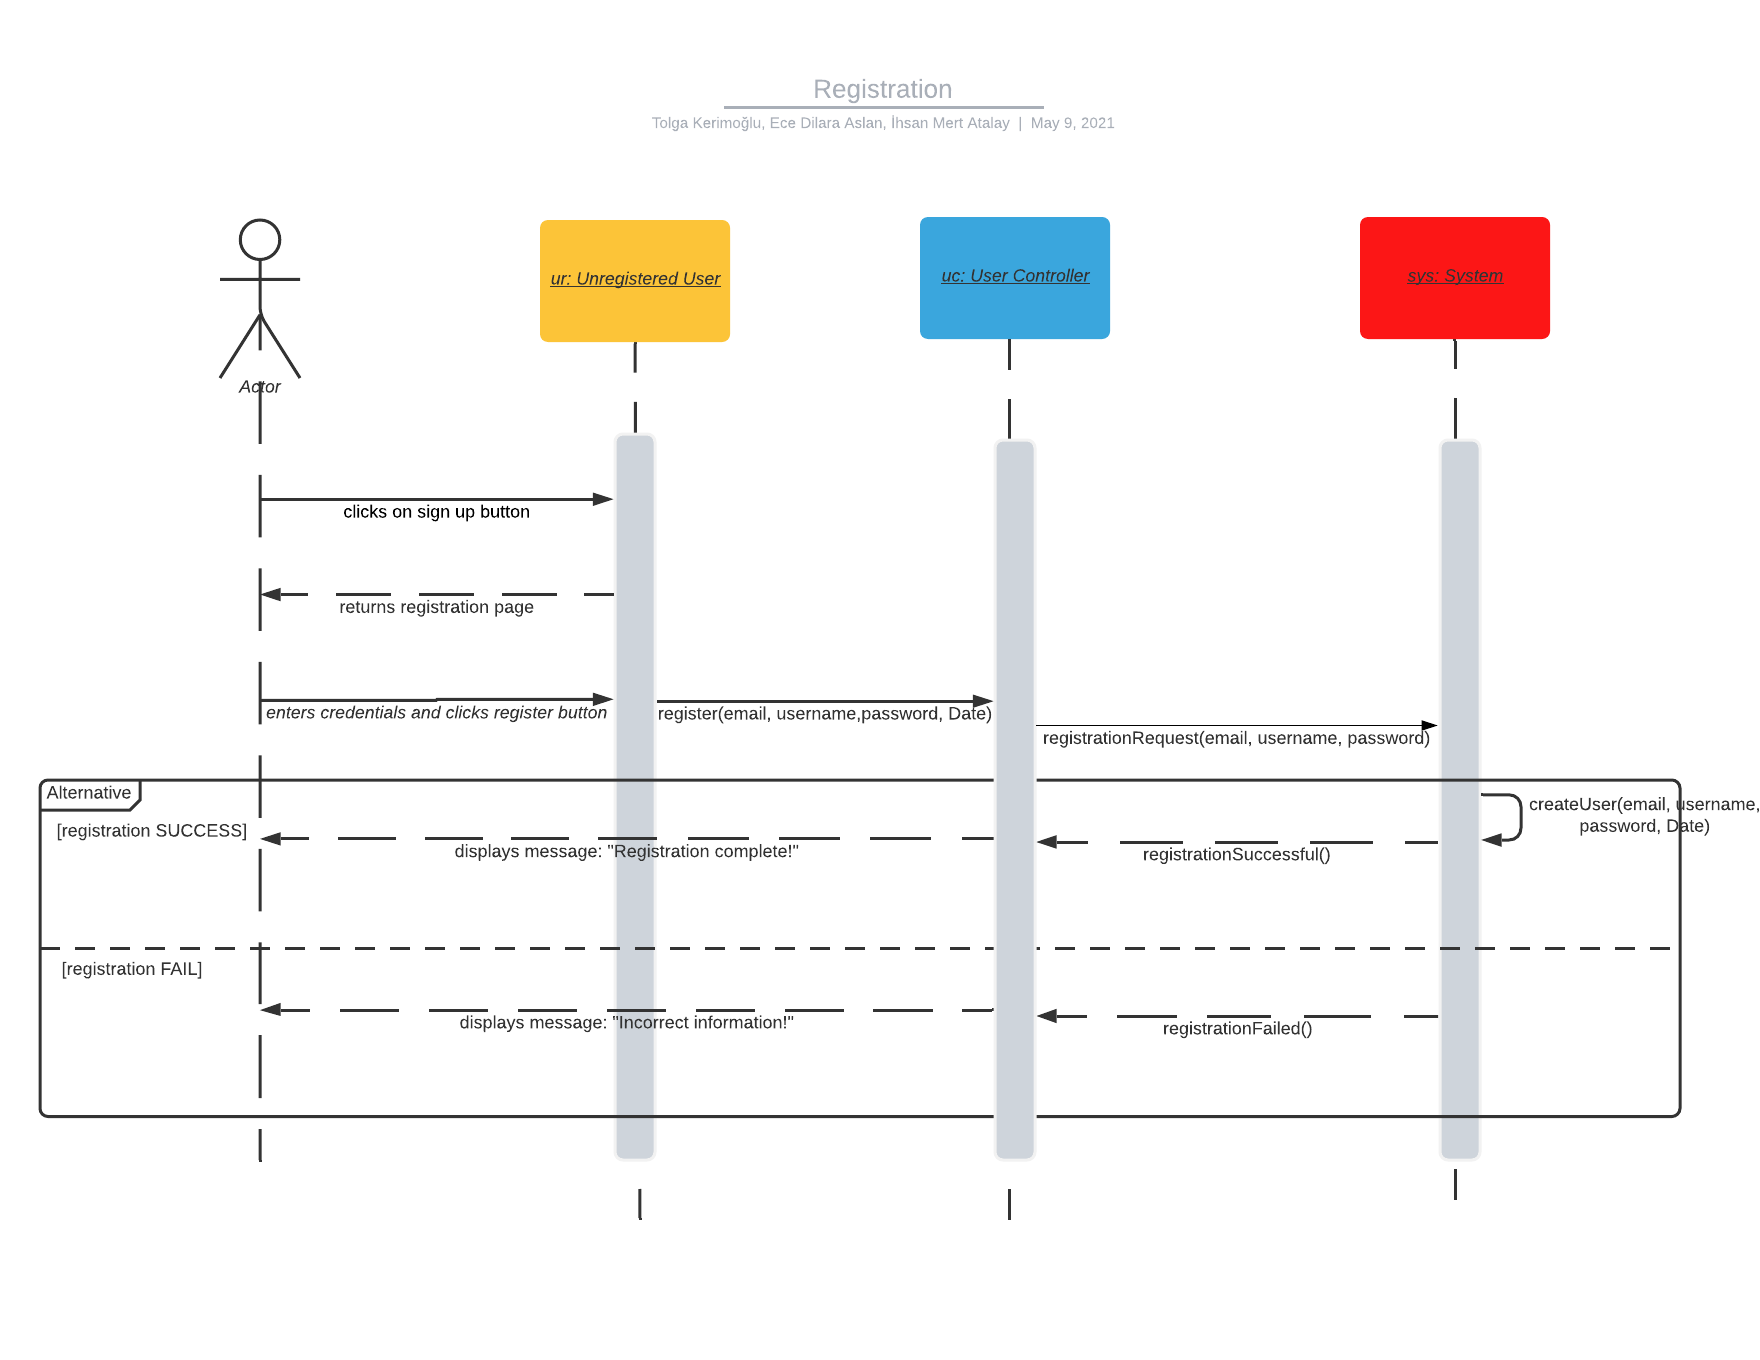 Registration
Tolga Kerimoğlu, Ece Dilara Aslan, İhsan Mert Atalay | May 9, 2021
ur: Unregistered User
uc: User Controller
sys: System
Actor
clicks on sign up button
returns registration page
enters credentials and clicks register button
register(email, username,password, Date)
registrationRequest(email, username, password)
Alternative
createUser(email, username,
password, Date)
[registration SUCCESS]
displays message: "Registration complete!"
registrationSuccessful()
[registration FAIL]
displays message: "Incorrect information!"
registrationFailed()